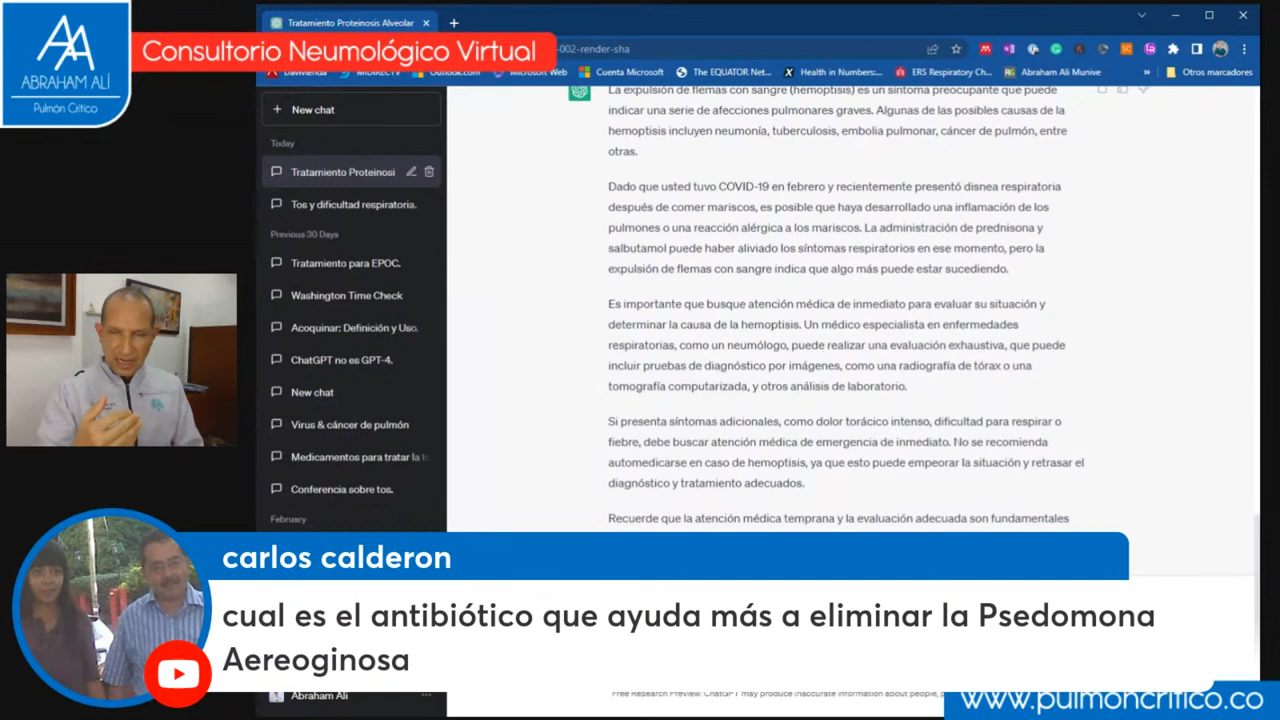 AA
ABRAHAM ALÍ
Pulmón Crítico
Consultorio Neumológico Virtual
Tratamiento Proteinosis Alveolar
-002-render-sha
Davivienda
MiDIRECTV
Outlook.com
Microsoft Web
Cuenta Microsoft
The EQUATOR Net...
Health in Numbers:...
ERS Respiratory Ch...
Abraham Ali Munive
»
Otros marcadores
+ New chat
Today
Tratamiento Proteinosi
Tos y dificultad respiratoria.
Previous 30 Days
Tratamiento para EPOC.
Washington Time Check
Acoquinar: Definición y Uso.
ChatGPT no es GPT-4.
New chat
Virus & cáncer de pulmón
Medicamentos para tratar la t
Conferencia sobre tos.
February
Abraham Ali
La expulsión de flemas con sangre (hemoptisis) es un síntoma preocupante que puede
indicar una serie de afecciones pulmonares graves. Algunas de las posibles causas de la
hemoptisis incluyen neumonía, tuberculosis, embolia pulmonar, cáncer de pulmón, entre
otras.
Dado que usted tuvo COVID-19 en febrero y recientemente presentó disnea respiratoria
después de comer mariscos, es posible que haya desarrollado una inflamación de los
pulmones o una reacción alérgica a los mariscos. La administración de prednisona y
salbutamol puede haber aliviado los síntomas respiratorios en ese momento, pero la
expulsión de flemas con sangre indica que algo más puede estar sucediendo.
Es importante que busque atención médica de inmediato para evaluar su situación y
determinar la causa de la hemoptisis. Un médico especialista en enfermedades
respiratorias, como un neumólogo, puede realizar una evaluación exhaustiva, que puede
incluir pruebas de diagnóstico por imágenes, como una radiografía de tórax o una
tomografía computarizada, y otros análisis de laboratorio.
Si presenta síntomas adicionales, como dolor torácico intenso, dificultad para respirar o
fiebre, debe buscar atención médica de emergencia de inmediato. No se recomienda
automedicarse en caso de hemoptisis, ya que esto puede empeorar la situación y retrasar el
diagnóstico y tratamiento adecuados.
Recuerde que la atención médica temprana y la evaluación adecuada son fundamentales
carlos calderon
cual es el antibiótico que ayuda más a eliminar la Psedomona
Aereoginosa
Free Research Preview. ChatGPT may produce inaccurate information about people, p
www.pulmoncritico.co